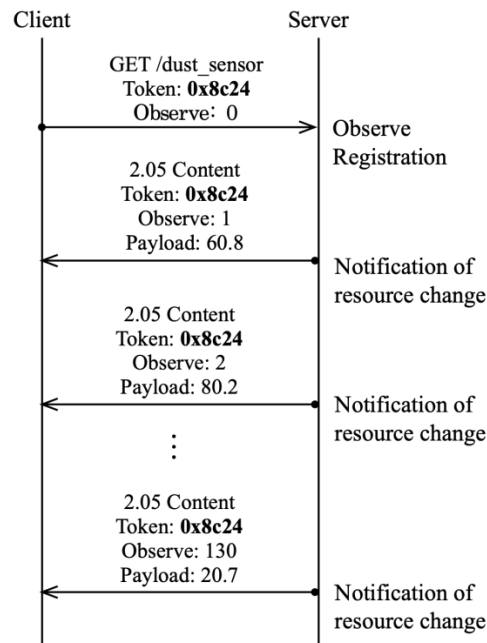 Client
Server
GET /dust_sensor
Token: 0x8c24
Observe: 0
Observe
Registration
2.05 Content
Token: 0x8c24
Observe: 1
Payload: 60.8
Notification of
resource change
2.05 Content
Token: 0x8c24
Observe: 2
Payload: 80.2
Notification of
resource change
⋮
2.05 Content
Token: 0x8c24
Observe: 130
Payload: 20.7
Notification of
resource change